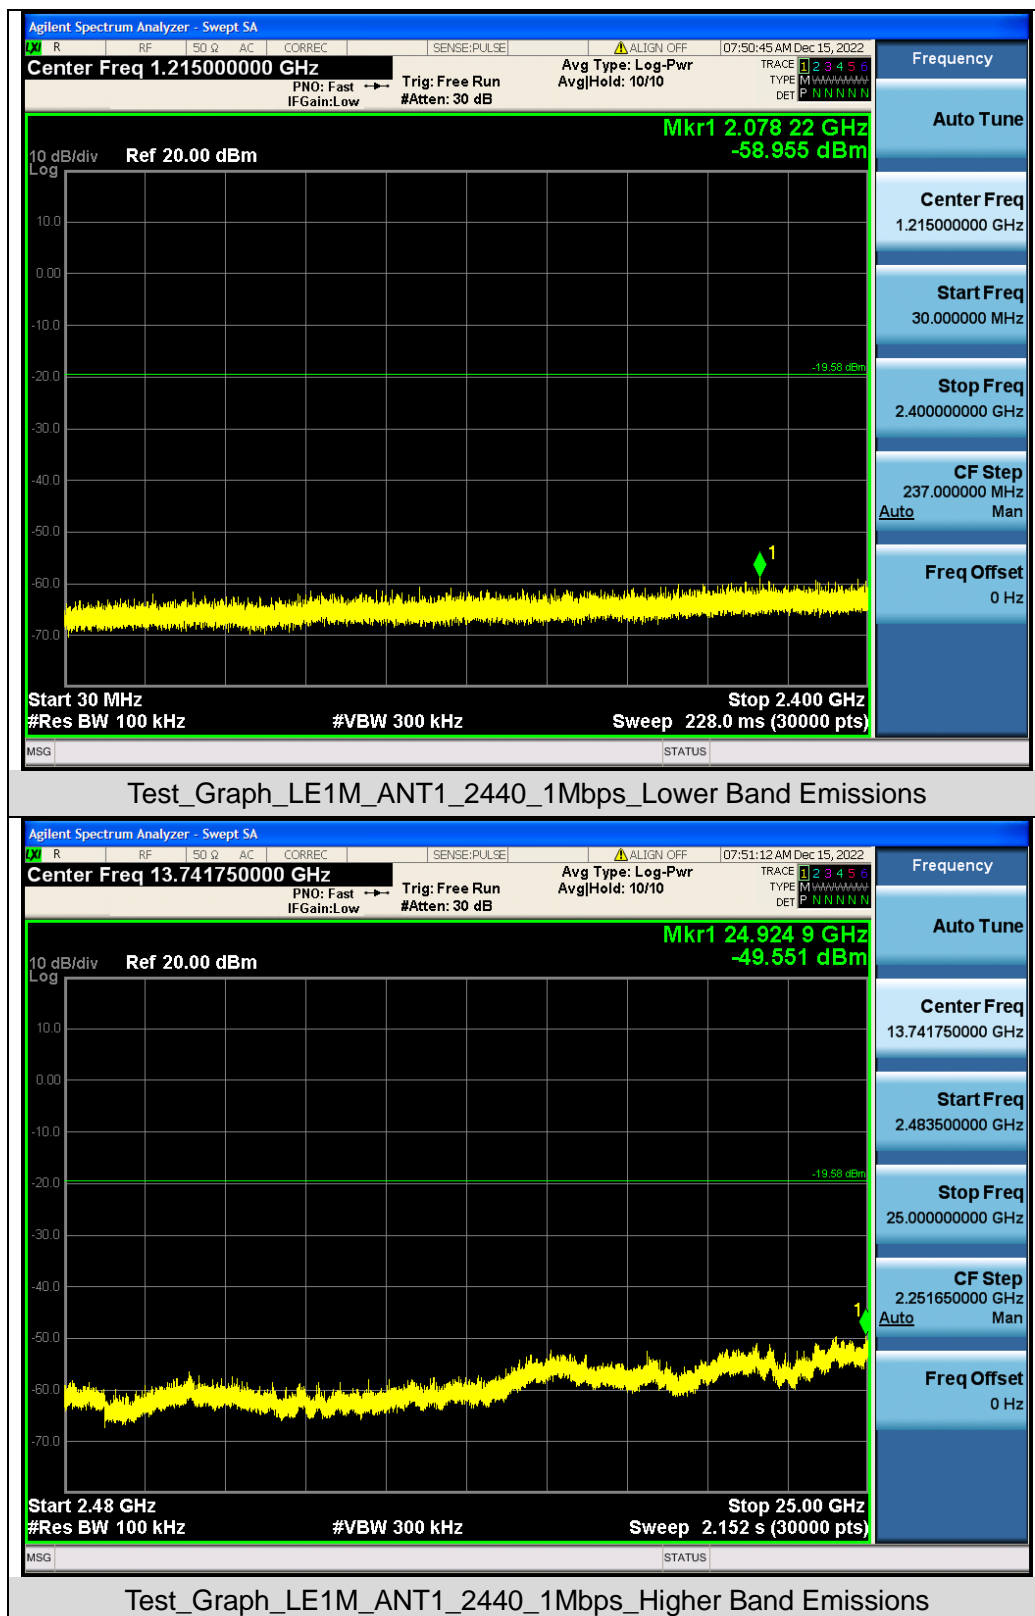 Agilent Spectrum Analyzer - Swept SA
LXI R RF 50 Ω AC CORREC SENSE:PULSE ALIGN OFF 07:50:45 AM Dec 15, 2022
Center Freq 1.215000000 GHz
PNO: Fast
IFGain:Low
Trig: Free Run
#Atten: 30 dB
Avg Type: Log-Pwr
Avg|Hold: 10/10
TRACE 1 2 3 4 5 6
TYPE M WWWWW
DET P N N N N N
Mkr1 2.078 22 GHz
-58.955 dBm
10 dB/div Ref 20.00 dBm
Log
10.0
0.00
-10.0
-19.58 dBm
-20.0
-30.0
-40.0
-50.0
1
-60.0
-70.0
Start 30 MHz Stop 2.400 GHz
#Res BW 100 kHz #VBW 300 kHz Sweep 228.0 ms (30000 pts)
MSG STATUS
Frequency
Auto Tune
Center Freq
1.215000000 GHz
Start Freq
30.000000 MHz
Stop Freq
2.400000000 GHz
CF Step
237.000000 MHz
Auto Man
Freq Offset
0 Hz
Test_Graph_LE1M_ANT1_2440_1Mbps_Lower Band Emissions
Agilent Spectrum Analyzer - Swept SA
LXI R RF 50 Ω AC CORREC SENSE:PULSE ALIGN OFF 07:51:12 AM Dec 15, 2022
Center Freq 13.741750000 GHz
PNO: Fast
IFGain:Low
Trig: Free Run
#Atten: 30 dB
Avg Type: Log-Pwr
Avg|Hold: 10/10
TRACE 1 2 3 4 5 6
TYPE M WWWWW
DET P N N N N N
Mkr1 24.924 9 GHz
-49.551 dBm
10 dB/div Ref 20.00 dBm
Log
10.0
0.00
-10.0
-19.58 dBm
-20.0
-30.0
-40.0
1
-50.0
-60.0
-70.0
Start 2.48 GHz Stop 25.00 GHz
#Res BW 100 kHz #VBW 300 kHz Sweep 2.152 s (30000 pts)
MSG STATUS
Frequency
Auto Tune
Center Freq
13.741750000 GHz
Start Freq
2.483500000 GHz
Stop Freq
25.000000000 GHz
CF Step
2.251650000 GHz
Auto Man
Freq Offset
0 Hz
Test_Graph_LE1M_ANT1_2440_1Mbps_Higher Band Emissions